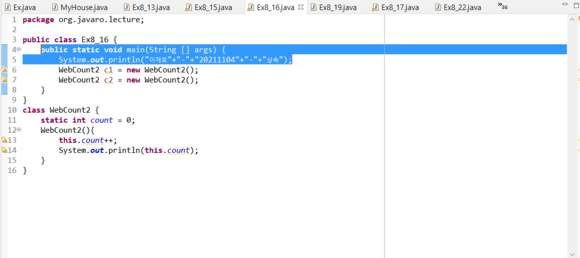 Ex.java MyHouse.java Ex8_13.java Ex8_15.java Ex8_16.java Ex8_19.java Ex8_17.java Ex8_22.java »36
1 package org.javaro.lecture;
2
3 public class Ex8_16 {
4 public static void main(String [] args) {
5 System.out.println("이재호"+"-"+"20211104"+"-"+"상속");
6 WebCount2 c1 = new WebCount2();
7 WebCount2 c2 = new WebCount2();
8 }
9 }
10 class WebCount2 {
11 static int count = 0;
12 WebCount2(){
13 this.count++;
14 System.out.println(this.count);
15 }
16 }